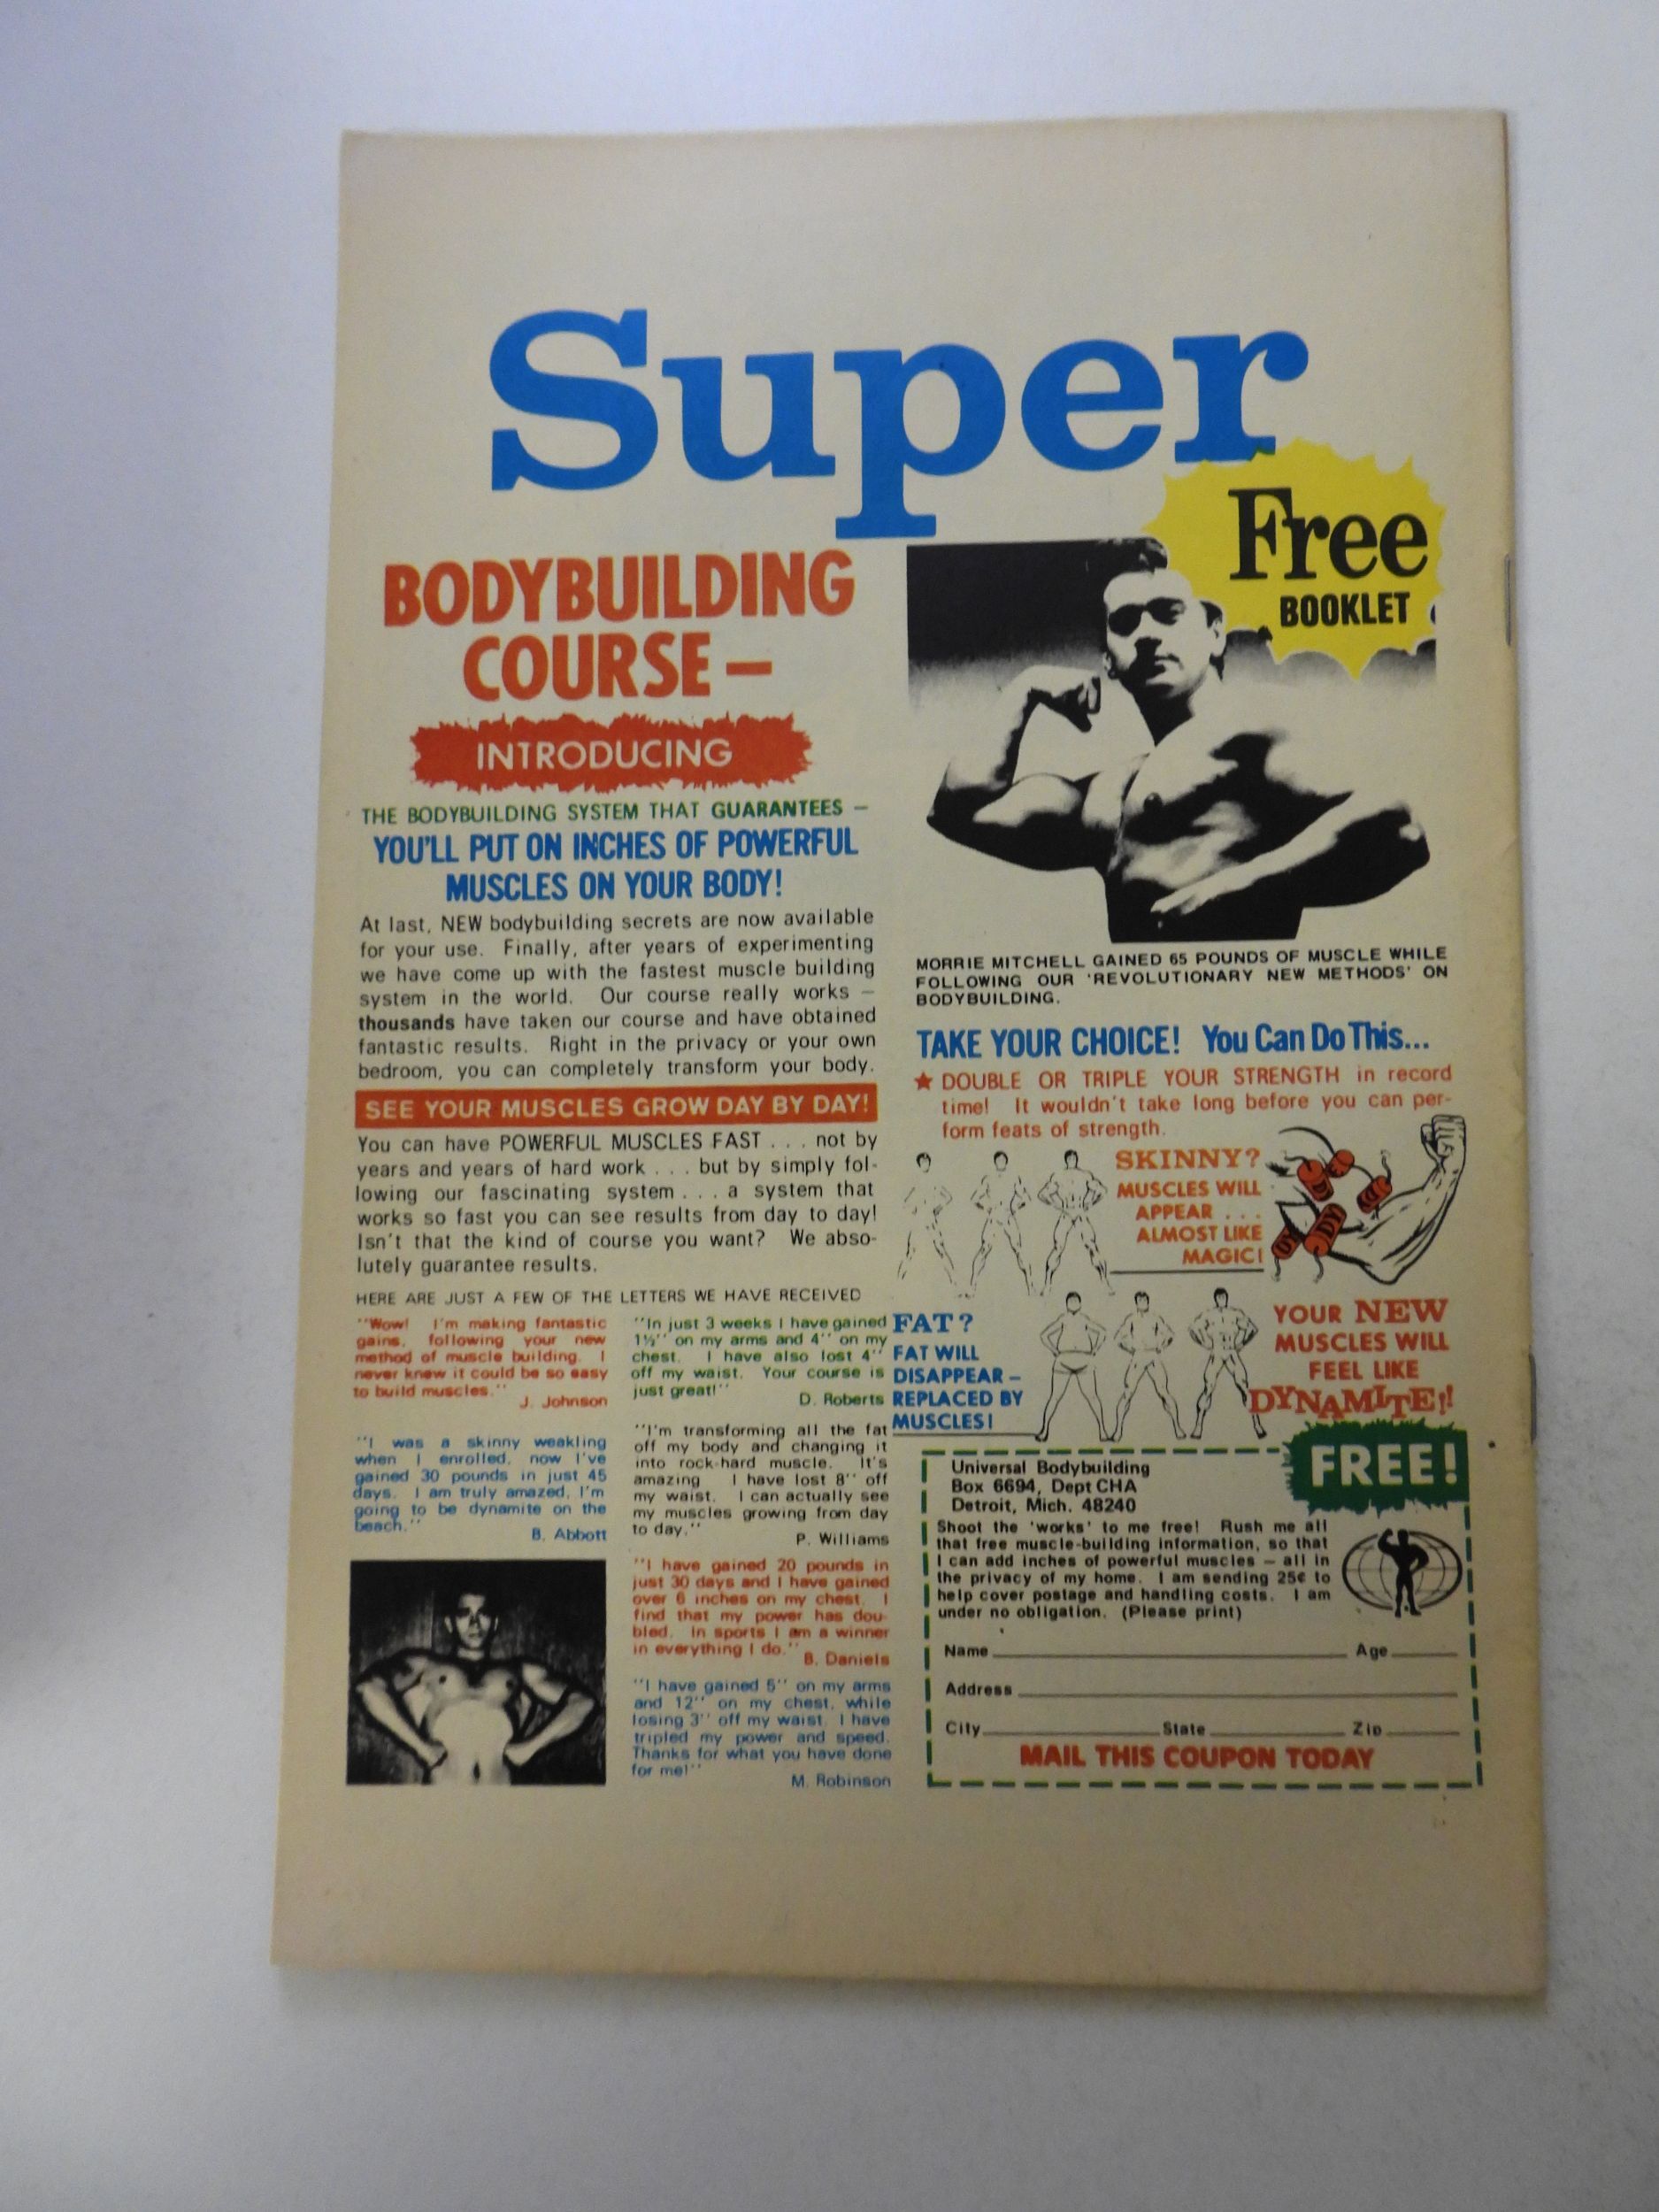 Super
Free
BOOKLET
BODYBUILDING
COURSE —
INTRODUCING
THE BODYBUILDING SYSTEM THAT GUARANTEES —
YOU'LL PUT ON INCHES OF POWERFUL
MUSCLES ON YOUR BODY!
At last, NEW bodybuilding secrets are now available
for your use. Finally, after years of experimenting
we have come up with the fastest muscle building
system in the world. Our course really works —
thousands have taken our course and have obtained
fantastic results. Right in the privacy or your own
bedroom, you can completely transform your body.
SEE YOUR MUSCLES GROW DAY BY DAY!
You can have POWERFUL MUSCLES FAST . . . not by
years and years of hard work . . . but by simply fol-
lowing our fascinating system . . . a system that
works so fast you can see results from day to day!
Isn't that the kind of course you want? We abso-
lutely guarantee results.
HERE ARE JUST A FEW OF THE LETTERS WE HAVE RECEIVED
"Wow! I'm making fantastic
gains, following your new
method of muscle building. I
never knew it could be so easy
to build muscles."
J. Johnson
"I was a skinny weakling
when I enrolled, now I've
gained 30 pounds in just 45
days. I am truly amazed, I'm
going to be dynamite on the
beach."
B. Abbott
"In just 3 weeks I have gained
1½" on my arms and 4" on my
chest. I have also lost 4"
off my waist. Your course is
just great!"
D. Roberts
"I'm transforming all the fat
off my body and changing it
into rock-hard muscle. It's
amazing I have lost 8" off
my waist. I can actually see
my muscles growing from day
to day."
P. Williams
"I have gained 20 pounds in
just 30 days and I have gained
over 6 inches on my chest. I
find that my power has dou-
bled. In sports I am a winner
in everything I do."
B. Daniels
"I have gained 5" on my arms
and 12" on my chest, while
losing 3" off my waist. I have
tripled my power and speed.
Thanks for what you have done
for me!"
M. Robinson
MORRIE MITCHELL GAINED 65 POUNDS OF MUSCLE WHILE
FOLLOWING OUR 'REVOLUTIONARY NEW METHODS' ON
BODYBUILDING.
TAKE YOUR CHOICE! You Can Do This...
★ DOUBLE OR TRIPLE YOUR STRENGTH in record
time! It wouldn't take long before you can per-
form feats of strength.
SKINNY?
MUSCLES WILL
APPEAR . . .
ALMOST LIKE
MAGIC!
FAT?
FAT WILL
DISAPPEAR —
REPLACED BY
MUSCLES!
YOUR NEW
MUSCLES WILL
FEEL LIKE
DYNAMITE!!
FREE!
Universal Bodybuilding
Box 6694, Dept CHA
Detroit, Mich. 48240
Shoot the 'works' to me free! Rush me all
that free muscle-building information, so that
I can add inches of powerful muscles — all in
the privacy of my home. I am sending 25¢ to
help cover postage and handling costs. I am
under no obligation. (Please print)
Name Age
Address
City State Zip
MAIL THIS COUPON TODAY